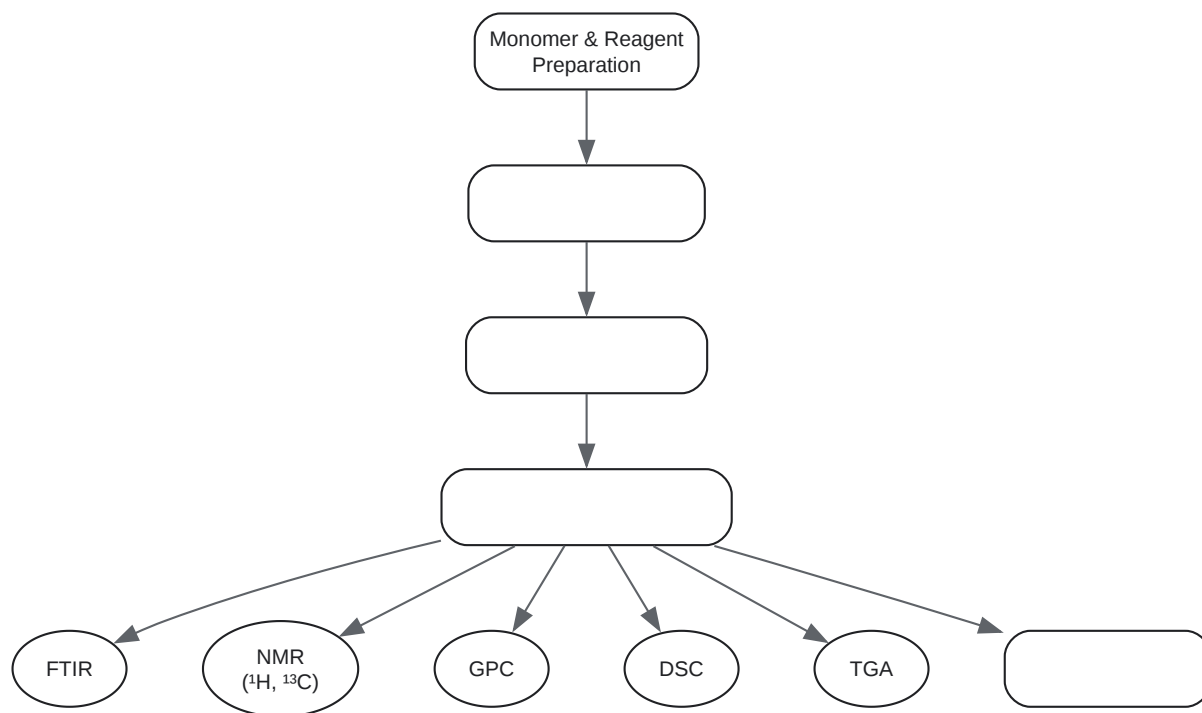 Monomer & Reagent
Preparation
FTIR
NMR
(¹H, ¹³C)
GPC
DSC
TGA